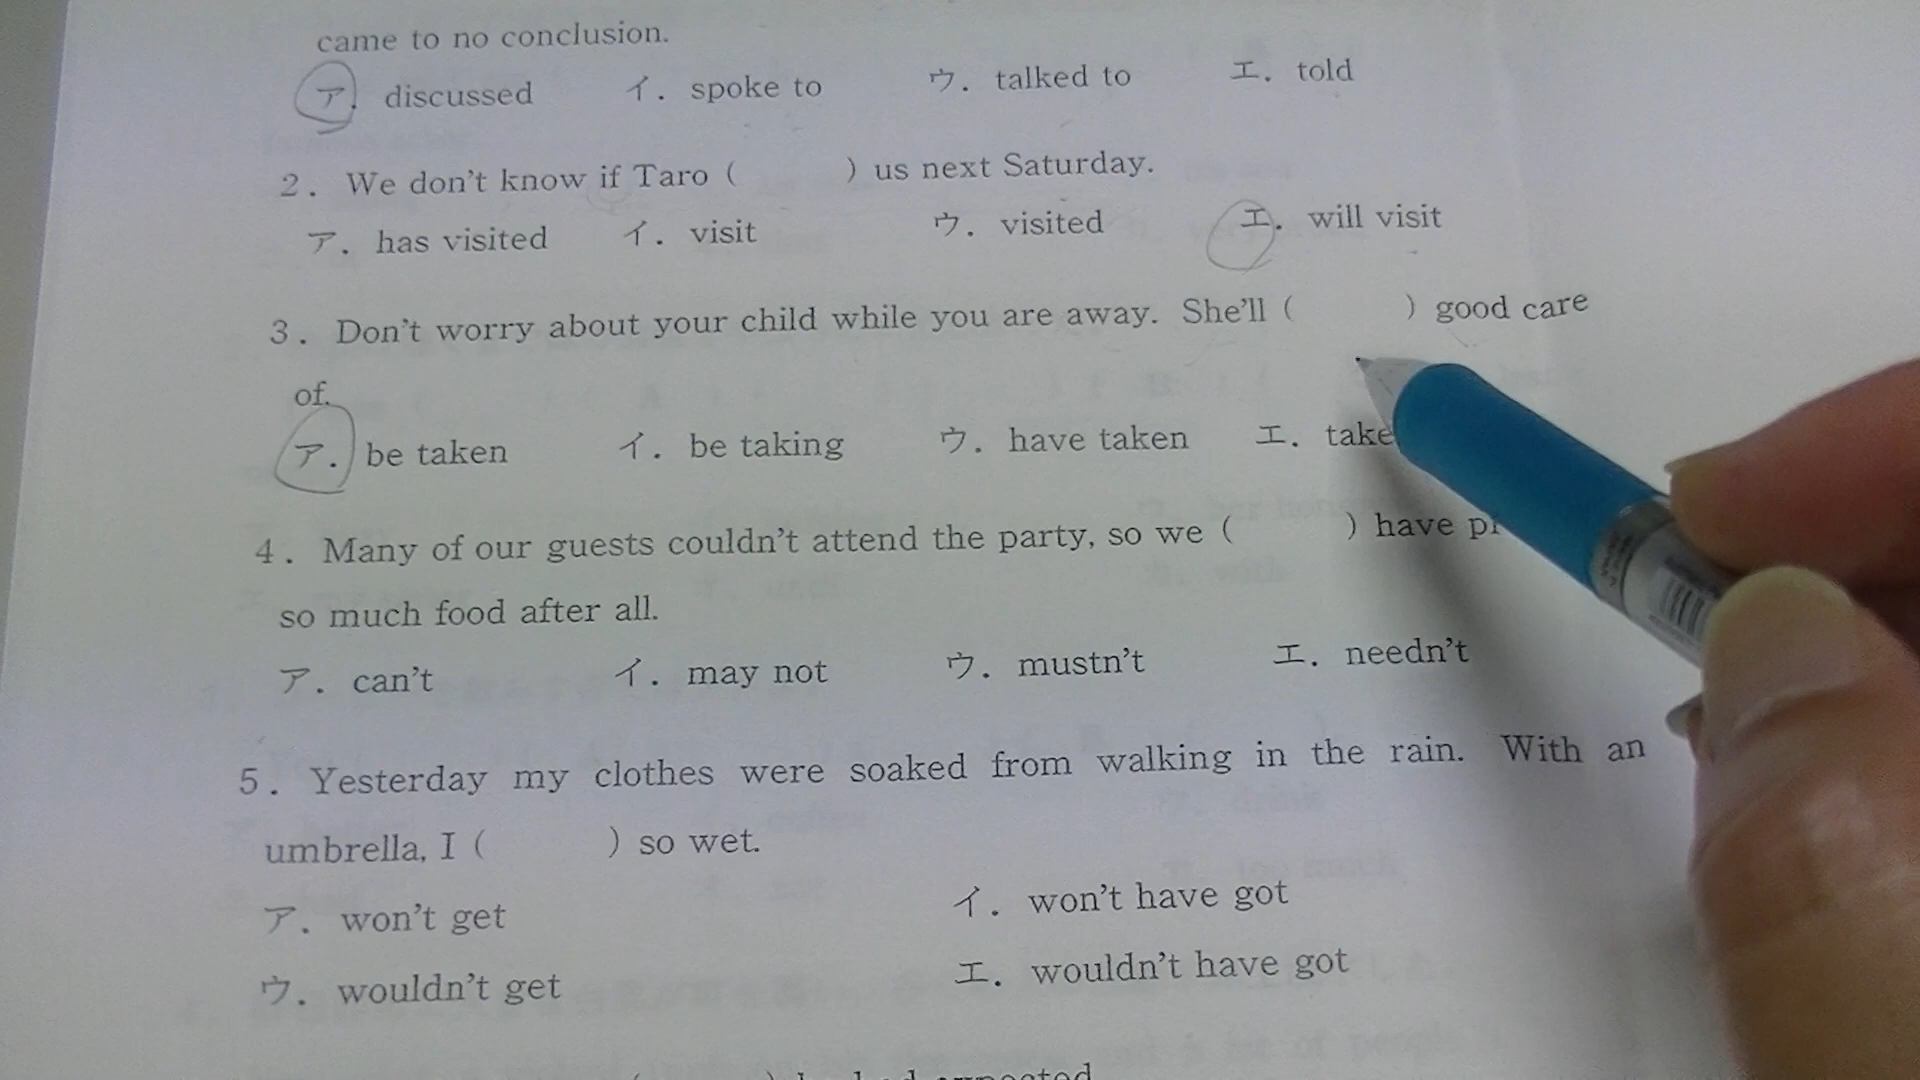 came to no conclusion.
ア. discussed イ. spoke to ウ. talked to エ. told
2. We don't know if Taro ( ) us next Saturday.
ア. has visited イ. visit ウ. visited エ. will visit
3. Don't worry about your child while you are away. She'll ( ) good care
of.
ア. be taken イ. be taking ウ. have taken エ. take
4. Many of our guests couldn't attend the party, so we ( ) have
so much food after all.
ア. can't イ. may not ウ. mustn't エ. needn't
5. Yesterday my clothes were soaked from walking in the rain. With an
umbrella, I ( ) so wet.
ア. won't get イ. won't have got
ウ. wouldn't get エ. wouldn't have got